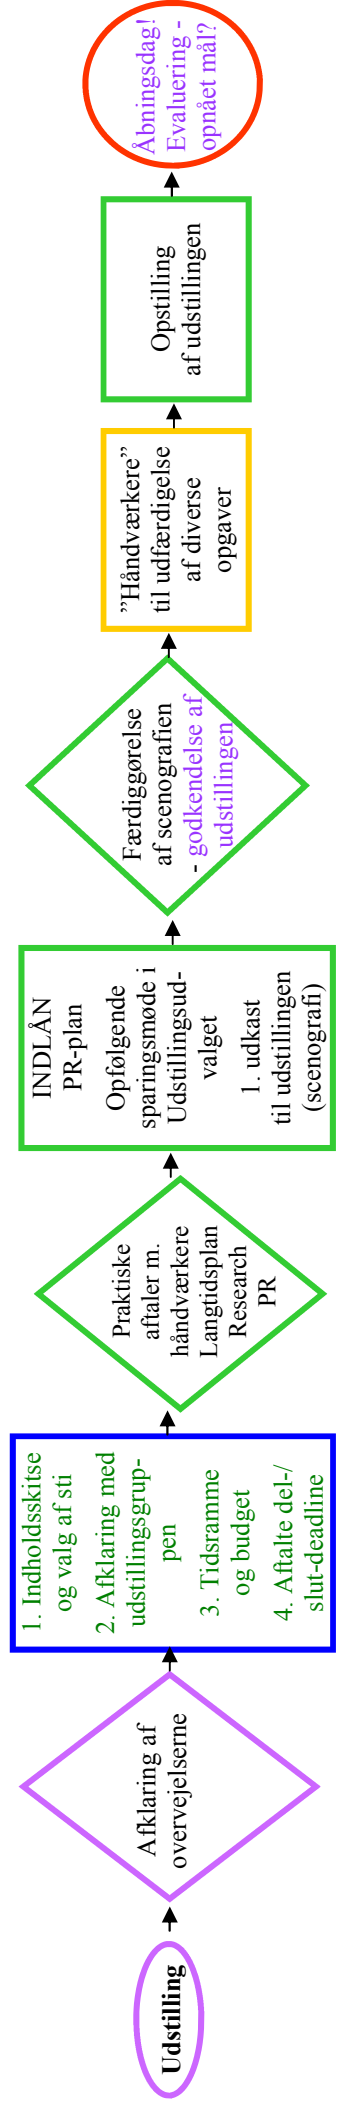 Udstilling
Afklaring af
overvejelserne
1. Indholdsskitse
og valg af sti
2. Afklaring med
udstillingsgrup-
pen
3. Tidsramme
og budget
4. Aftalte del-/
slut-deadline
Praktiske
aftaler m.
håndværkere
Langtidsplan
Research
PR
INDLÅN
PR-plan
Opfølgende
sparingsmøde i
Udstillingsud-
valget
1. udkast
til udstillingen
(scenografi)
Færdiggørelse
af scenografien
- godkendelse af
udstillingen
”Håndværkere”
til udfærdigelse
af diverse
opgaver
Opstilling
af udstillingen
Åbningsdag!
Evaluering -
opnået mål?